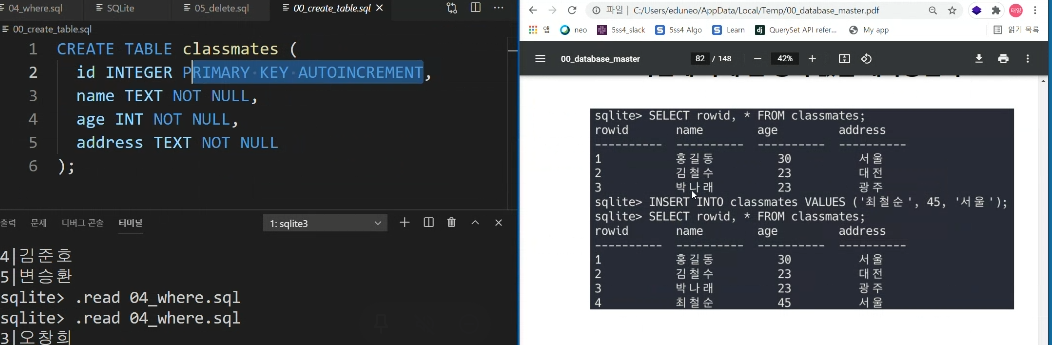 04_where.sql
SQLite
05_delete.sql
00_create_table.sql
00_create_table.sql
1 CREATE TABLE classmates (
2 id INTEGER PRIMARY KEY AUTOINCREMENT,
3 name TEXT NOT NULL,
4 age INT NOT NULL,
5 address TEXT NOT NULL
6 );
출력 문제 디버그 콘솔 터미널
1: sqlite3
4|김준호
5|변승환
sqlite> .read 04_where.sql
sqlite> .read 04_where.sql
3|오창희
파일 | C:/Users/eduneo/AppData/Local/Temp/00_database_master.pdf
앱 neo 5ss4_slack 5ss4 Algo Learn QuerySet API refer... My app
읽기 목록
00_database_master
82 / 148
42%
sqlite> SELECT rowid, * FROM classmates;
rowid name age address
---------- ---------- ---------- ----------
1 홍길동 30 서울
2 김철수 23 대전
3 박나래 23 광주
sqlite> INSERT INTO classmates VALUES ('최철순', 45, '서울');
sqlite> SELECT rowid, * FROM classmates;
rowid name age address
---------- ---------- ---------- ----------
1 홍길동 30 서울
2 김철수 23 대전
3 박나래 23 광주
4 최철순 45 서울